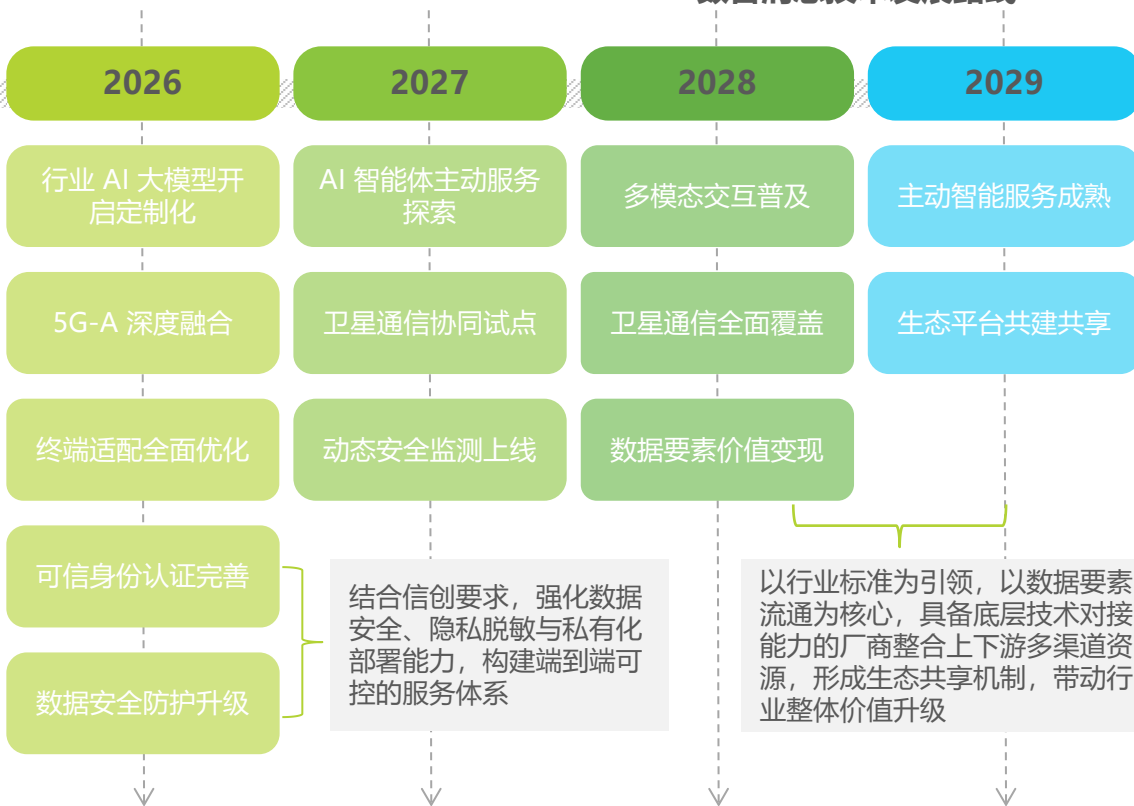 2026
行业 AI 大模型开
启定制化
5G-A 深度融合
终端适配全面优化
可信身份认证完善
数据安全防护升级
结合信创要求，强化数据
安全、隐私脱敏与私有化
部署能力，构建端到端可
控的服务体系
2027
AI 智能体主动服务
探索
卫星通信协同试点
动态安全监测上线
2028
多模态交互普及
卫星通信全面覆盖
数据要素价值变现
2029
主动智能服务成熟
生态平台共建共享
以行业标准为引领，以数据要素
流通为核心，具备底层技术对接
能力的厂商整合上下游多渠道资
源，形成生态共享机制，带动行
业整体价值升级